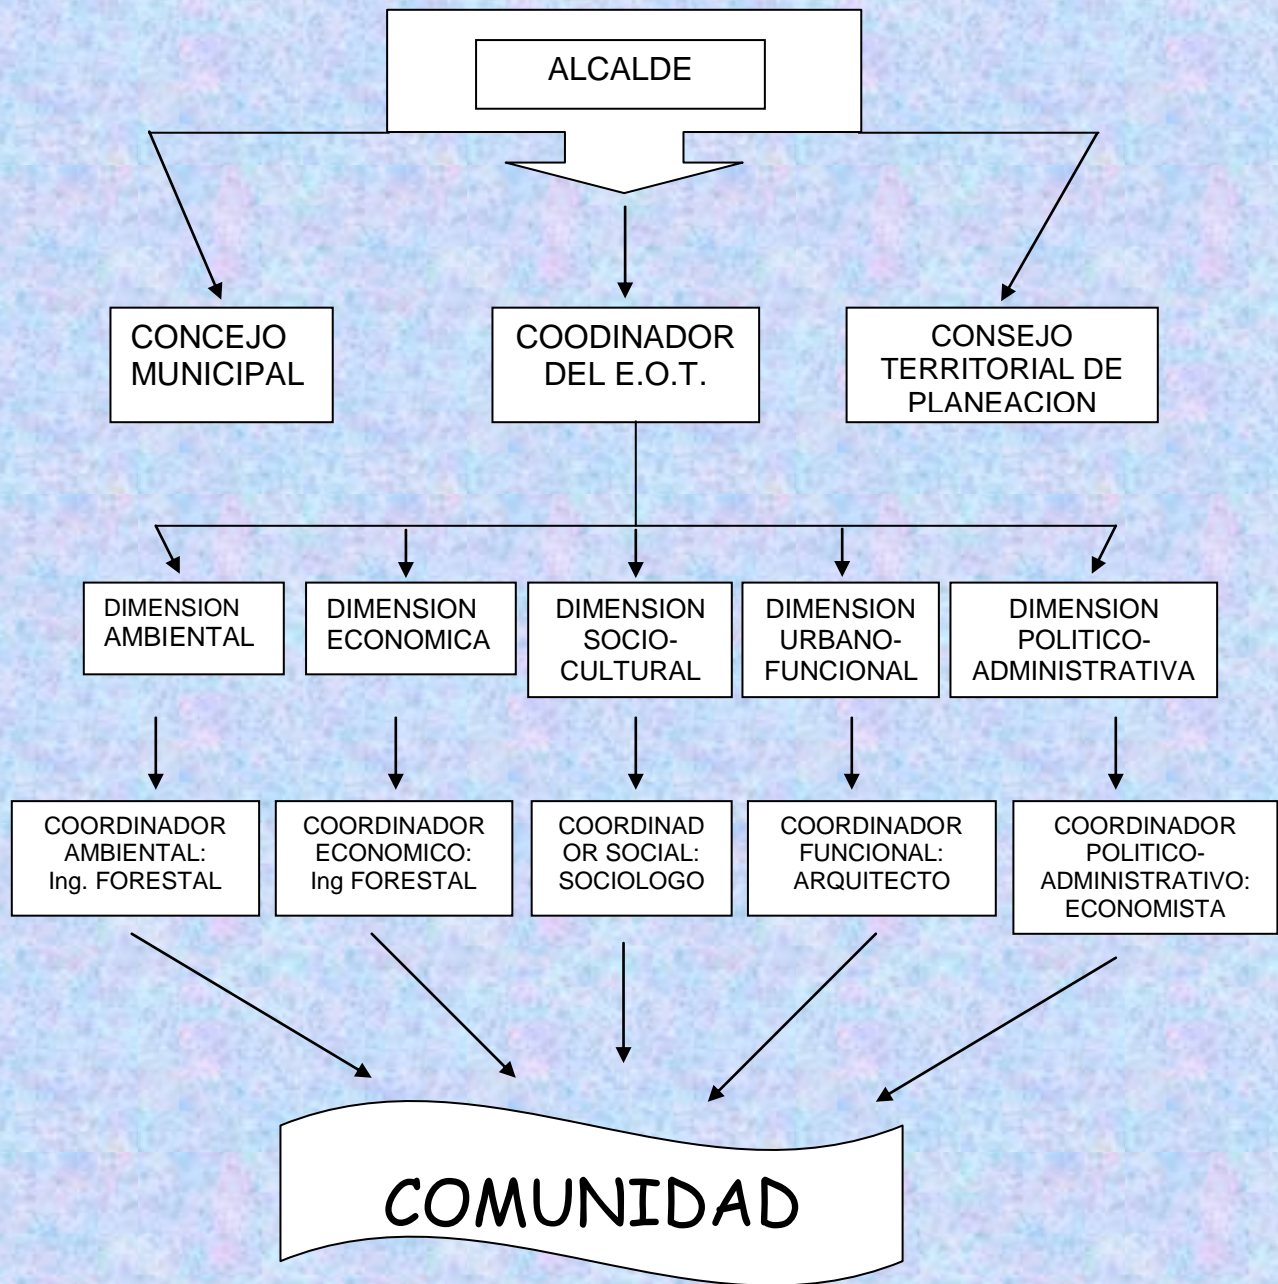 ALCALDE
CONCEJO
MUNICIPAL
COODINADOR
DEL E.O.T.
CONSEJO
TERRITORIAL DE
PLANEACION
DIMENSION
AMBIENTAL
DIMENSION
ECONOMICA
DIMENSION
SOCIO-
CULTURAL
DIMENSION
URBANO-
FUNCIONAL
DIMENSION
POLITICO-
ADMINISTRATIVA
COORDINADOR
AMBIENTAL:
Ing. FORESTAL
COORDINADOR
ECONOMICO:
Ing FORESTAL
COORDINAD
OR SOCIAL:
SOCIOLOGO
COORDINADOR
FUNCIONAL:
ARQUITECTO
COORDINADOR
POLITICO-
ADMINISTRATIVO:
ECONOMISTA
COMUNIDAD